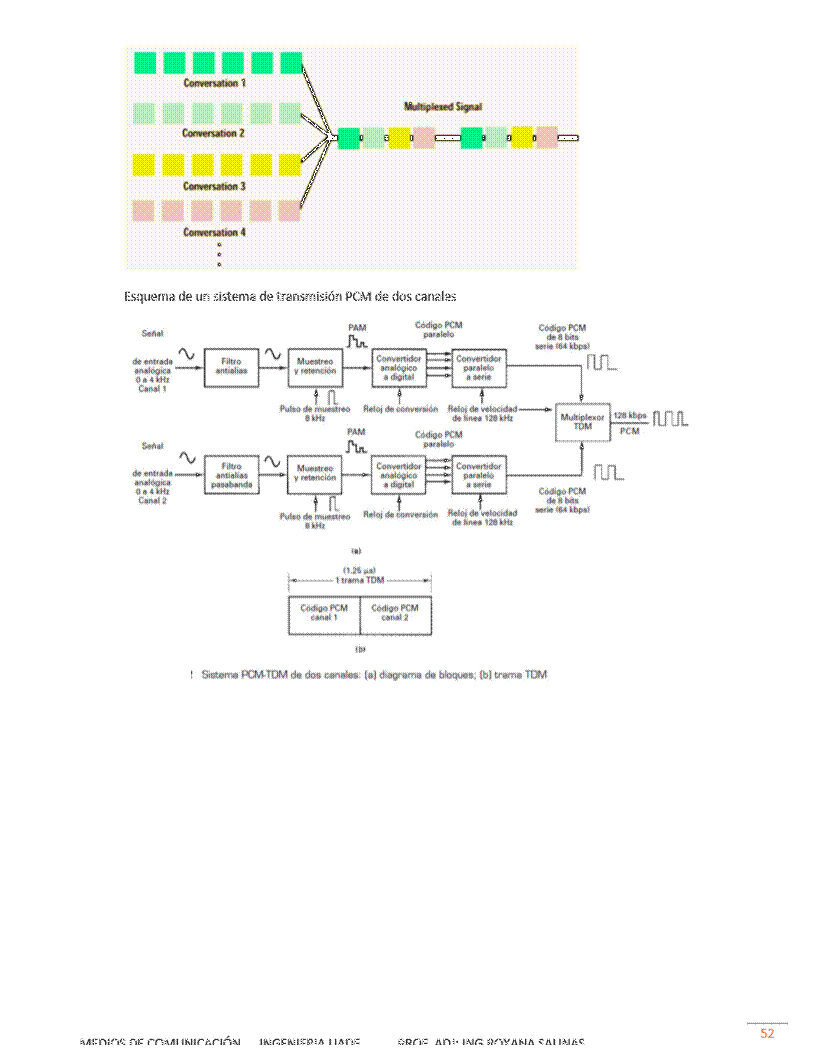 Conversation 1
Multiplexed Signal
Conversation 2
Conversation 3
Conversation 4
Esquema de un sistema de transmisión PCM de dos canales
Señal
de entrada
analógica
0 a 4 kHz
Canal 1
Filtro
antialias
Muestreo
y retención
PAM
Convertidor
analógico
a digital
Código PCM
paralelo
Convertidor
paralelo
a serie
Código PCM
de 8 bits
serie (64 kbps)
Pulso de muestreo
8 kHz
Reloj de conversión
Reloj de velocidad
de línea 128 kHz
Multiplexor
TDM
128 kbps
PCM
Señal
de entrada
analógica
0 a 4 kHz
Canal 2
Filtro
antialias
pasabanda
Muestreo
y retención
PAM
Convertidor
analógico
a digital
Código PCM
paralelo
Convertidor
paralelo
a serie
Código PCM
de 8 bits
serie (64 kbps)
Pulso de muestreo
8 kHz
Reloj de conversión
Reloj de velocidad
de línea 128 kHz
(a)
(1.25 µs)
1 trama TDM
Código PCM
canal 1
Código PCM
canal 2
(b)
! Sistema PCM-TDM de dos canales: (a) diagrama de bloques; (b) trama TDM
52
MEDIOS DE COMUNICACIÓN INGENIERIA UADE PROF. ADJ: ING ROXANA SALINAS